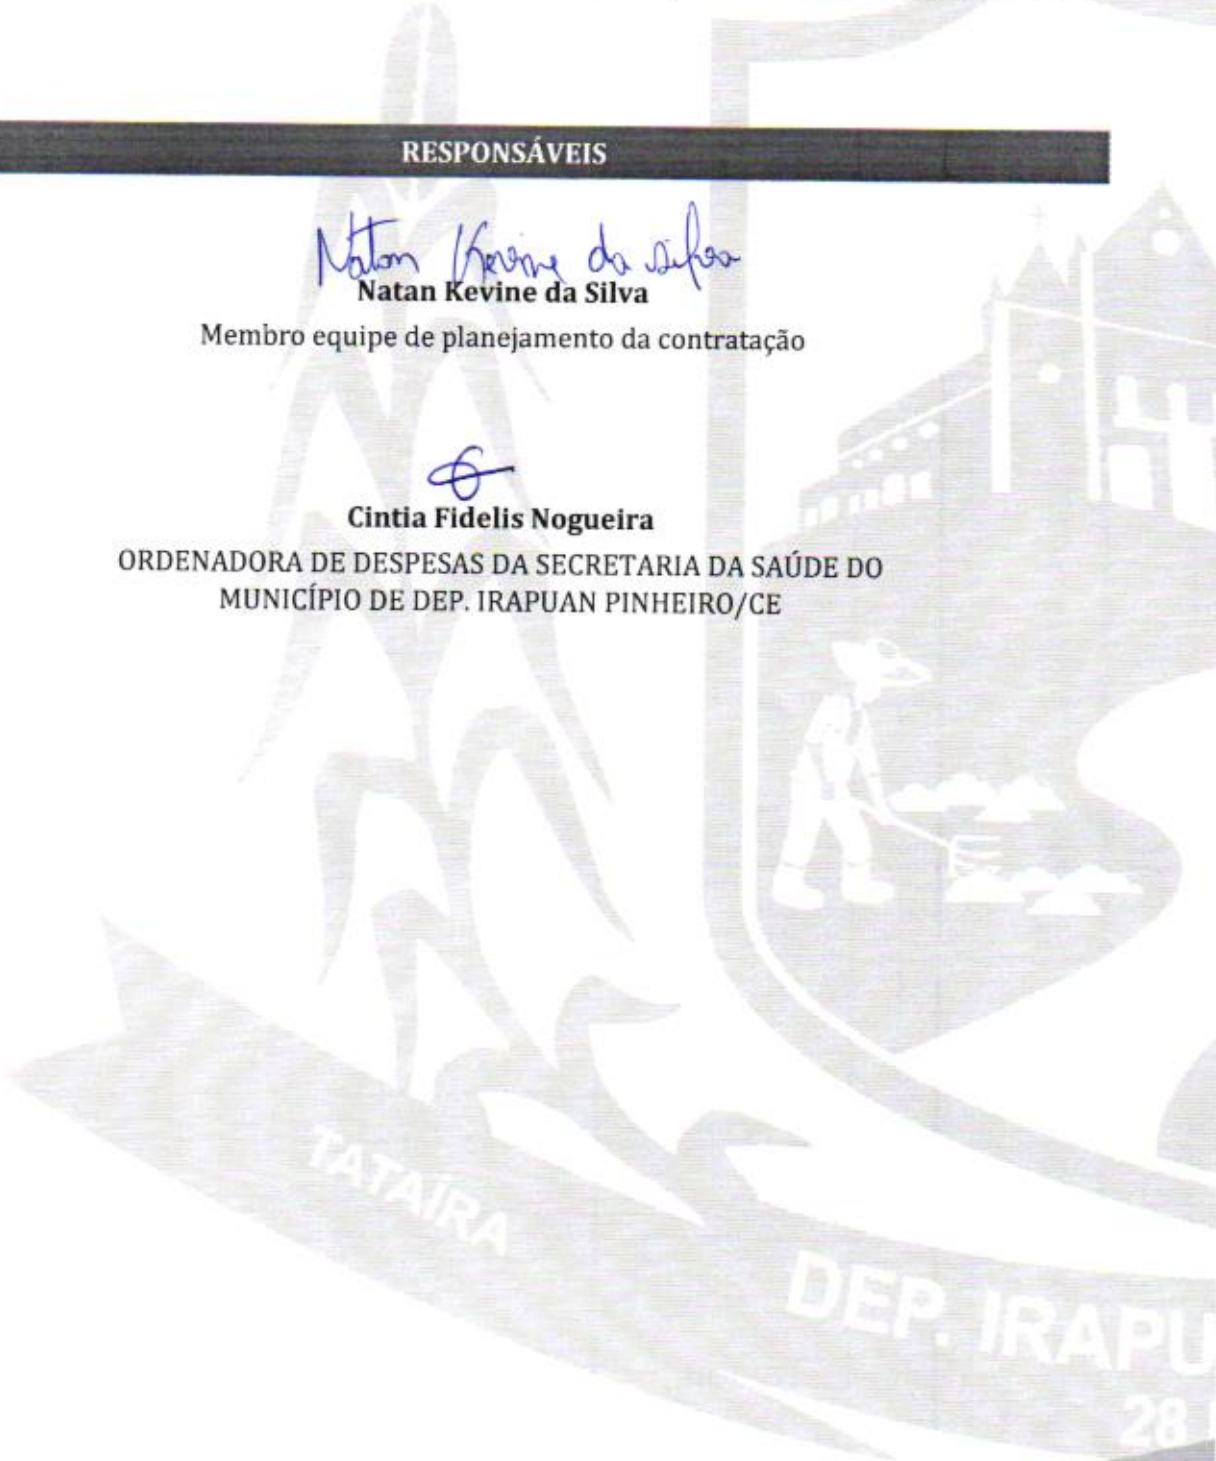 RESPONSÁVEIS
Natan Kevine da Silva
Natan Kevine da Silva
Membro equipe de planejamento da contratação
Cintia Fidelis Nogueira
ORDENADORA DE DESPESAS DA SECRETARIA DA SAÚDE DO
MUNICÍPIO DE DEP. IRAPUAN PINHEIRO/CE
TATAÍRA
DEP. IRAPU
28